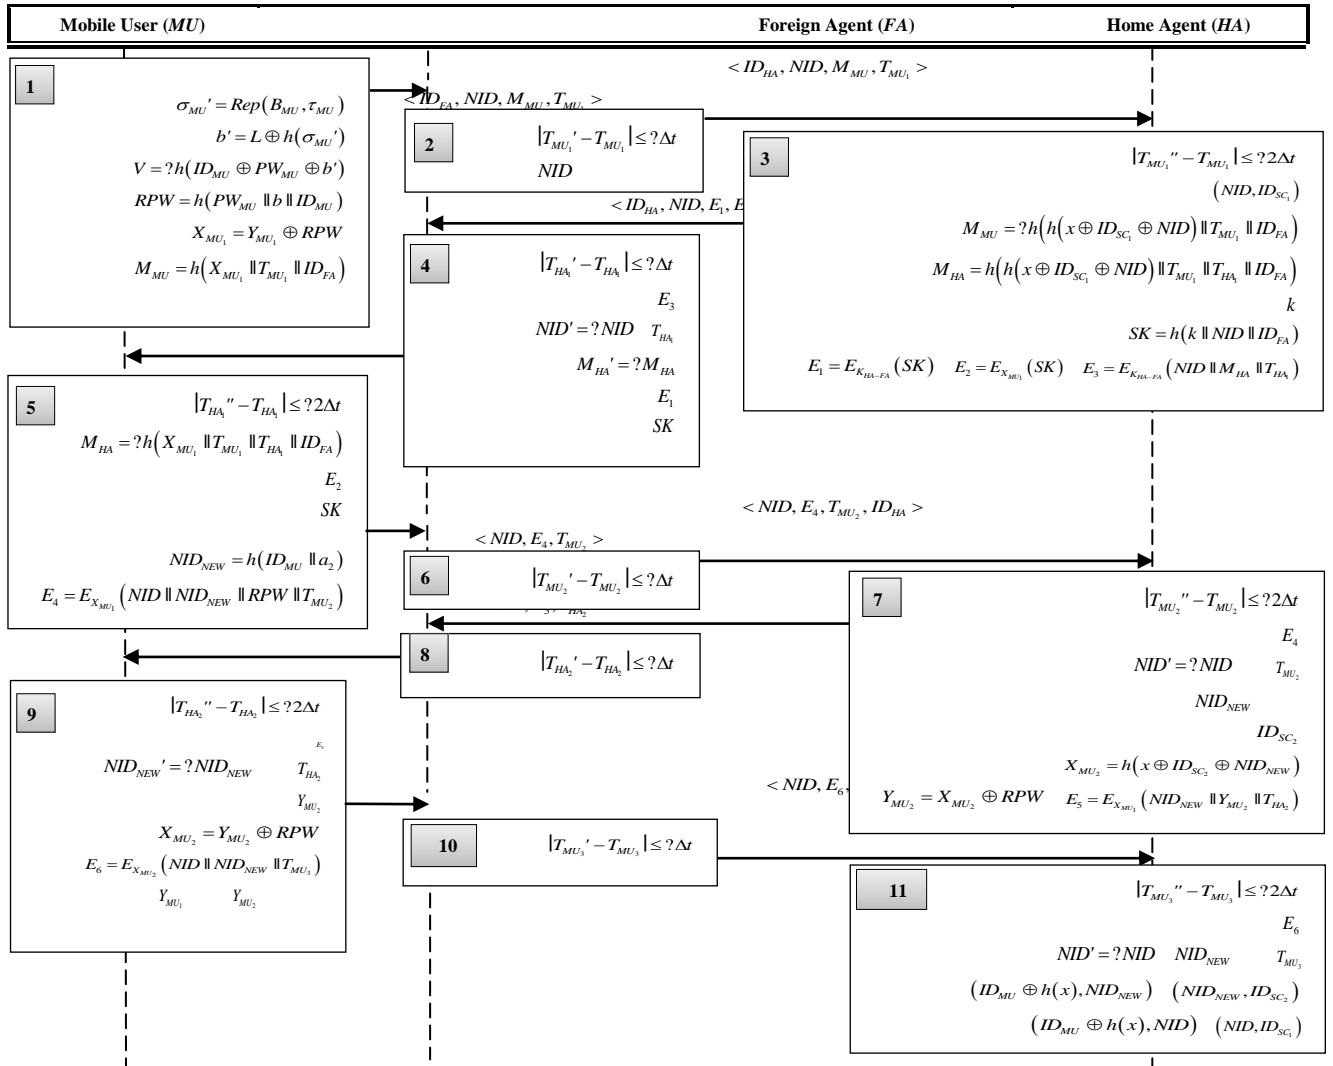 Mobile User (MU)
Foreign Agent (FA)
Home Agent (HA)
1
σ_MU' = Rep(B_MU, τ_MU)
b' = L ⊕ h(σ_MU')
V = ?h(ID_MU ⊕ PW_MU ⊕ b')
RPW = h(PW_MU || b || ID_MU)
X_MU₁ = Y_MU₁ ⊕ RPW
M_MU = h(X_MU₁ || T_MU₁ || ID_FA)
< ID_FA, NID, M_MU, T_MU₁ >
2
|T_MU₁' − T_MU₁| ≤ ?Δt
NID
< ID_HA, NID, M_MU, T_MU₁ >
3
|T_MU₁'' − T_MU₁| ≤ ?2Δt
(NID, ID_SC₁)
M_MU = ?h(h(x ⊕ ID_SC₁ ⊕ NID) || T_MU₁ || ID_FA)
M_HA = h(h(x ⊕ ID_SC₁ ⊕ NID) || T_MU₁ || T_HA₁ || ID_FA)
k
SK = h(k || NID || ID_FA)
E₁ = E_K_HA−FA(SK) E₂ = E_X_MU₁(SK) E₃ = E_K_HA−FA(NID || M_HA || T_HA₁)
< ID_HA, NID, E₁, E
4
|T_HA₁' − T_HA₁| ≤ ?Δt
E₃
NID' = ?NID T_HA₁
M_HA' = ?M_HA
E₁
SK
5
|T_HA₁'' − T_HA₁| ≤ ?2Δt
M_HA = ?h(X_MU₁ || T_MU₁ || T_HA₁ || ID_FA)
E₂
SK
NID_NEW = h(ID_MU || a₂)
E₄ = E_X_MU₁(NID || NID_NEW || RPW || T_MU₂)
< NID, E₄, T_MU₂ >
6
|T_MU₂' − T_MU₂| ≤ ?Δt
< NID, E₄, T_MU₂, ID_HA >
7
|T_MU₂'' − T_MU₂| ≤ ?2Δt
E₄
NID' = ?NID T_MU₂
NID_NEW
ID_SC₂
X_MU₂ = h(x ⊕ ID_SC₂ ⊕ NID_NEW)
Y_MU₂ = X_MU₂ ⊕ RPW E₅ = E_X_MU₁(NID_NEW || Y_MU₂ || T_HA₂)
8
|T_HA₂' − T_HA₂| ≤ ?Δt
9
|T_HA₂'' − T_HA₂| ≤ ?2Δt
E₅
NID_NEW' = ?NID_NEW T_HA₂
Y_MU₂
X_MU₂ = Y_MU₂ ⊕ RPW
E₆ = E_X_MU₂(NID || NID_NEW || T_MU₃)
Y_MU₁ Y_MU₂
10
|T_MU₃' − T_MU₃| ≤ ?Δt
< NID, E₆,
11
|T_MU₃'' − T_MU₃| ≤ ?2Δt
E₆
NID' = ?NID NID_NEW T_MU₃
(ID_MU ⊕ h(x), NID_NEW) (NID_NEW, ID_SC₂)
(ID_MU ⊕ h(x), NID) (NID, ID_SC₁)